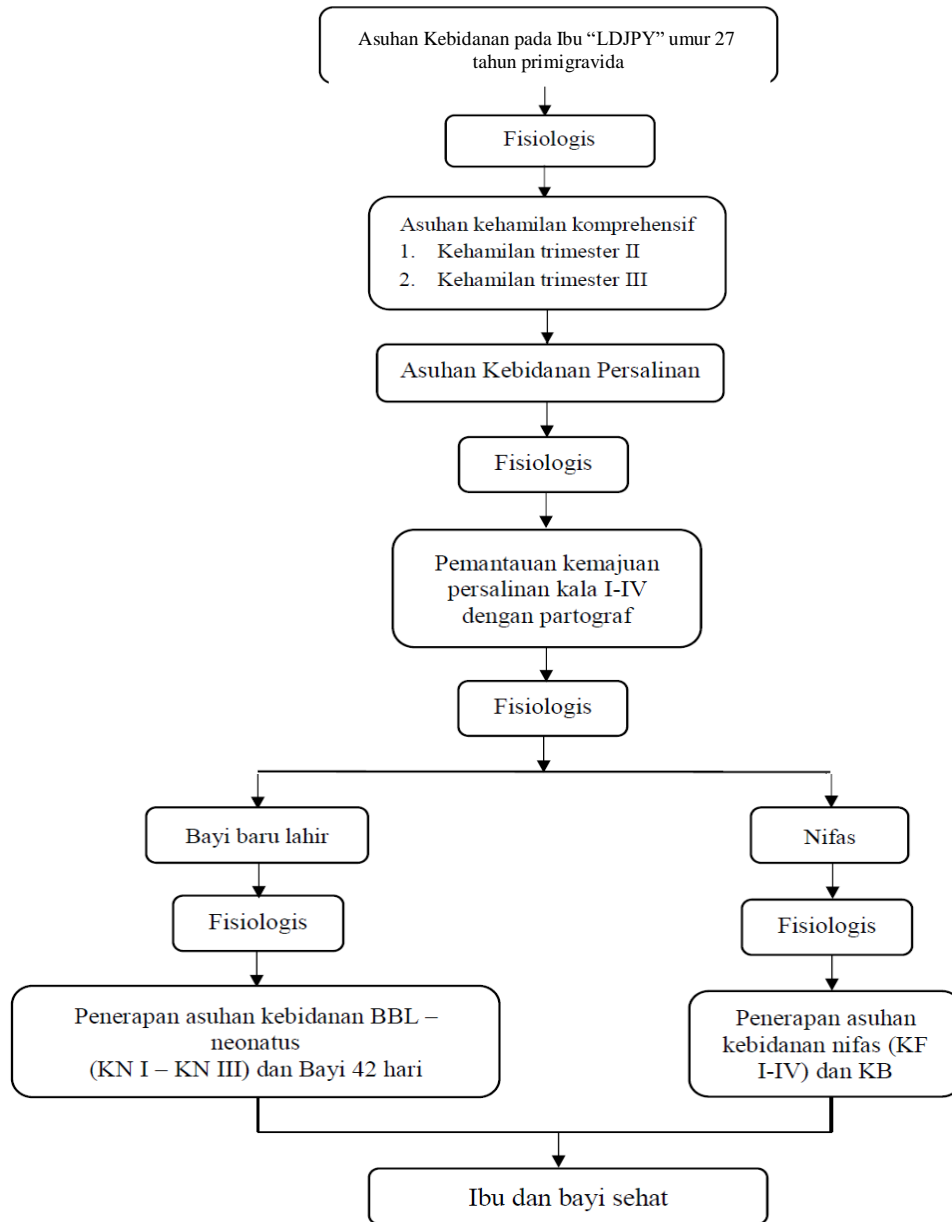 Asuhan Kebidanan pada Ibu “LDJPY” umur 27
tahun primigravida
Fisiologis
Asuhan kehamilan komprehensif
1. Kehamilan trimester II
2. Kehamilan trimester III
Asuhan Kebidanan Persalinan
Fisiologis
Pemantauan kemajuan
persalinan kala I-IV
dengan partograf
Fisiologis
Bayi baru lahir
Nifas
Fisiologis
Fisiologis
Penerapan asuhan kebidanan BBL –
neonatus
(KN I – KN III) dan Bayi 42 hari
Penerapan asuhan
kebidanan nifas (KF
I-IV) dan KB
Ibu dan bayi sehat